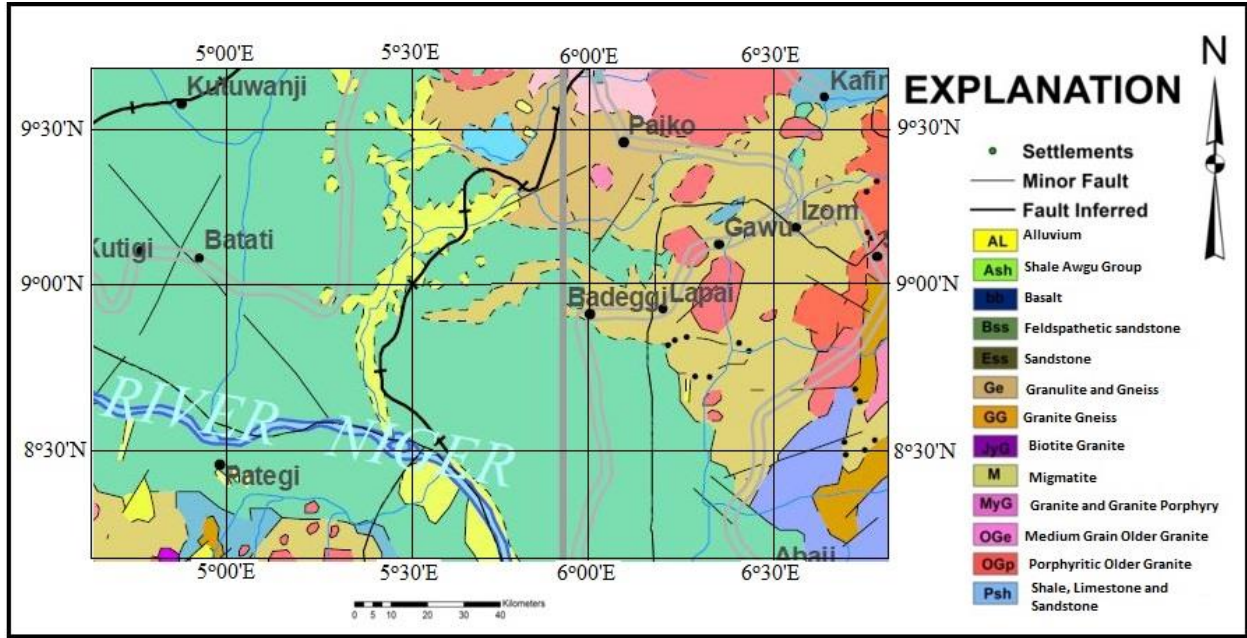 5°00'E 5°30'E 6°00'E 6°30'E
N
Kutuwanji
Kafin
EXPLANATION
9°30'N
Paiko
9°30'N
Settlements
Minor Fault
Fault Inferred
Izom
Gawu
Kutigi
Batati
AL Alluvium
Ash Shale Awgu Group
9°00'N
9°00'N
Badeggi
Lapai
bb Basalt
Bss Feldspathetic sandstone
Ess Sandstone
Ge Granulite and Gneiss
RIVER NIGER
GG Granite Gneiss
8°30'N
8°30'N
JyG Biotite Granite
M Migmatite
MyG Granite and Granite Porphyry
OGe Medium Grain Older Granite
Abaji
OGp Porphyritic Older Granite
5°00'E 5°30'E 6°00'E 6°30'E
Psh Shale, Limestone and
Sandstone
Kilometers
0 5 10 20 30 40